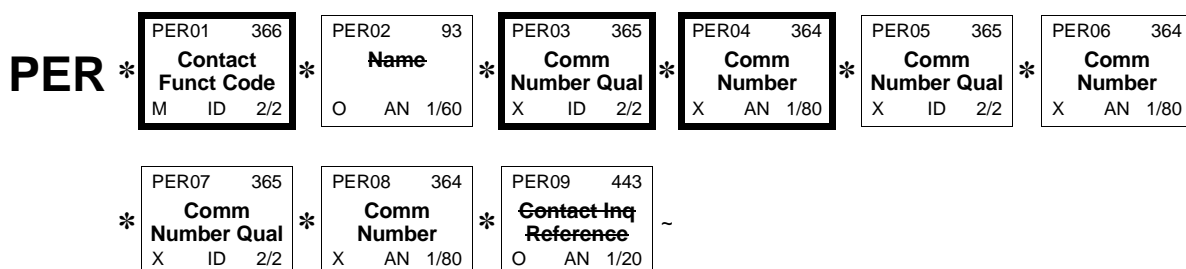 PER01 366 PER02 93 PER03 365 PER04 364 PER05 365 PER06 364
PER * Contact * Name * Comm * Comm * Comm * Comm
Funct Code Number Qual Number Number Qual Number
M ID 2/2 O AN 1/60 X ID 2/2 X AN 1/80 X ID 2/2 X AN 1/80
PER07 365 PER08 364 PER09 443
* Comm * Comm * Contact Inq ~
Number Qual Number Reference
X ID 2/2 X AN 1/80 O AN 1/20